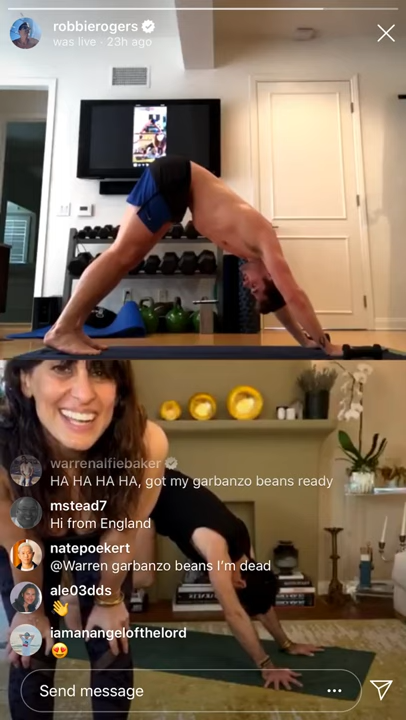 robbierogers
was live · 23h ago
warrenalfiebaker
HA HA HA HA, got my garbanzo beans ready
mstead7
Hi from England
natepoekert
@Warren garbanzo beans I'm dead
ale03dds
👋
iamanangelofthelord
😍
Send message